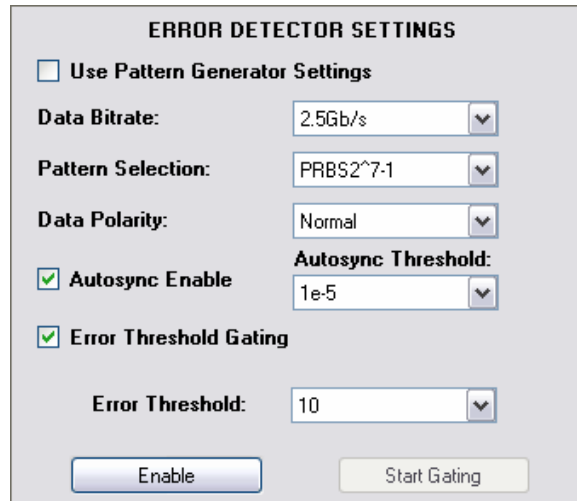 ERROR DETECTOR SETTINGS
Use Pattern Generator Settings
Data Bitrate: 2.5Gb/s
Pattern Selection: PRBS2^7-1
Data Polarity: Normal
Autosync Threshold:
Autosync Enable 1e-5
Error Threshold Gating
Error Threshold: 10
Enable Start Gating